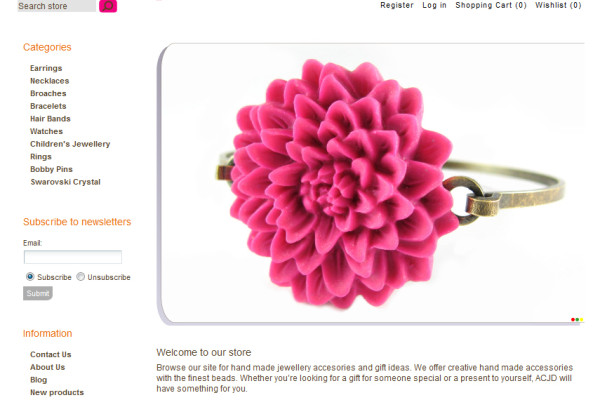 Search store
Register Log in Shopping Cart (0) Wishlist (0)
Categories
Earrings
Necklaces
Broaches
Bracelets
Hair Bands
Watches
Children's Jewellery
Rings
Bobby Pins
Swarovski Crystal
Subscribe to newsletters
Email:
Subscribe Unsubscribe
Submit
Information
Contact Us
About Us
Blog
New products
Welcome to our store
Browse our site for hand made jewellery accesories and gift ideas. We offer creative hand made accessories
with the finest beads. Whether you're looking for a gift for someone special or a present to yourself, ACJD will
have something for you.